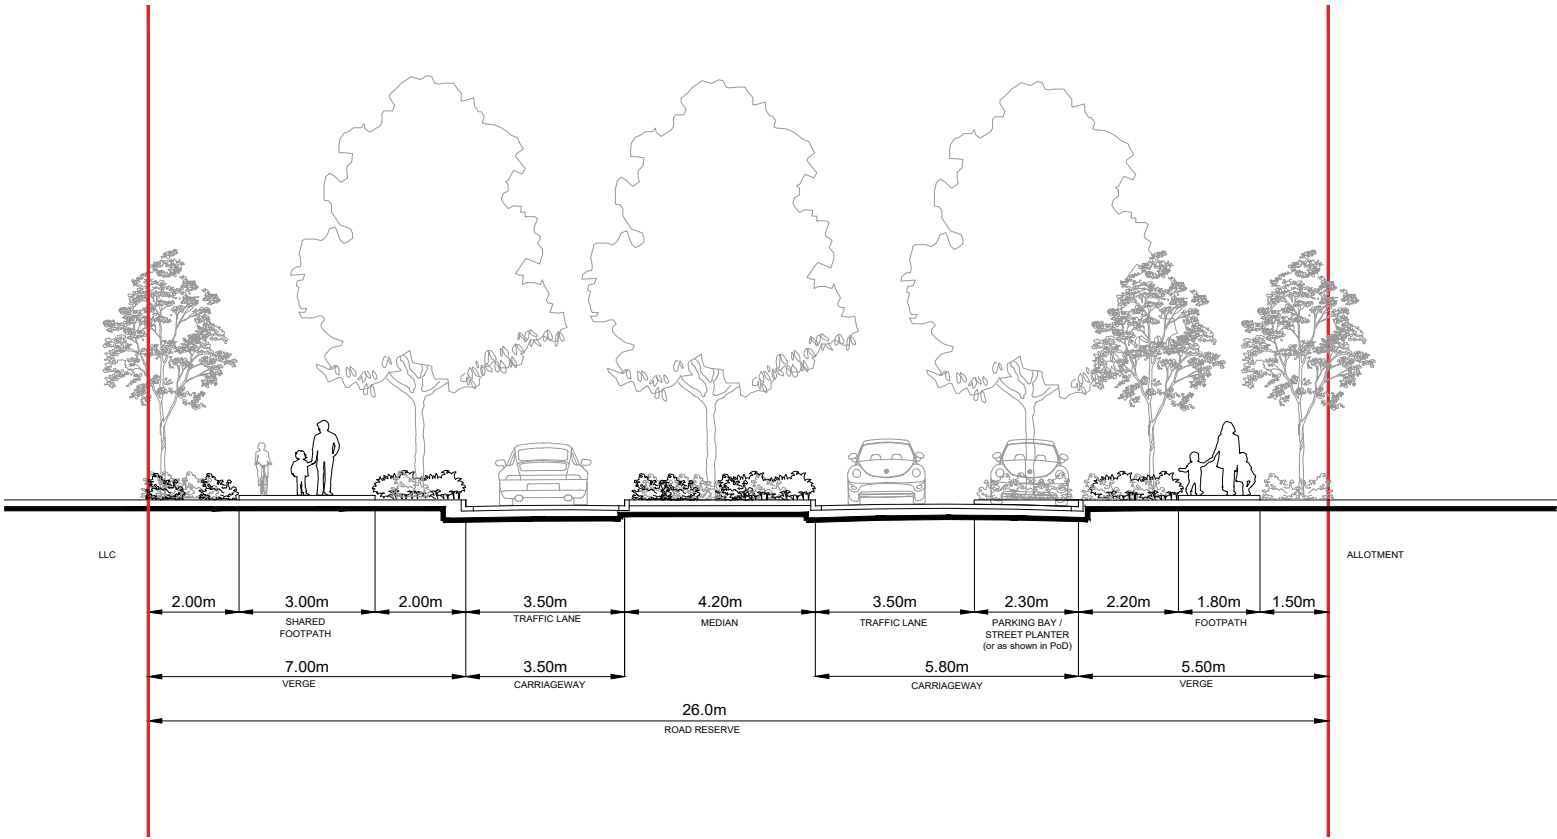 LLC
ALLOTMENT
2.00m
3.00m
2.00m
3.50m
4.20m
3.50m
2.30m
2.20m
1.80m
1.50m
SHARED
FOOTPATH
TRAFFIC LANE
MEDIAN
TRAFFIC LANE
PARKING BAY /
STREET PLANTER
(or as shown in PoD)
FOOTPATH
7.00m
3.50m
5.80m
5.50m
VERGE
CARRIAGEWAY
CARRIAGEWAY
VERGE
26.0m
ROAD RESERVE